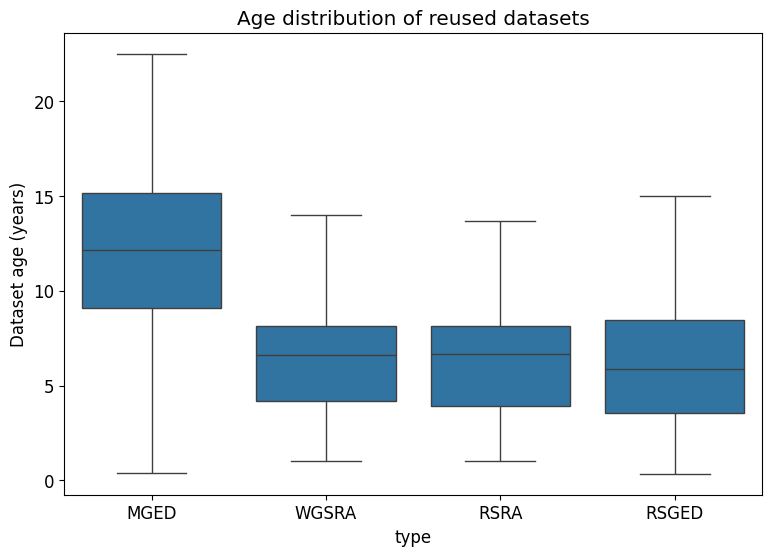 Age distribution of reused datasets
Dataset age (years)
20
15
10
5
0
MGED WGSRA RSRA RSGED
type